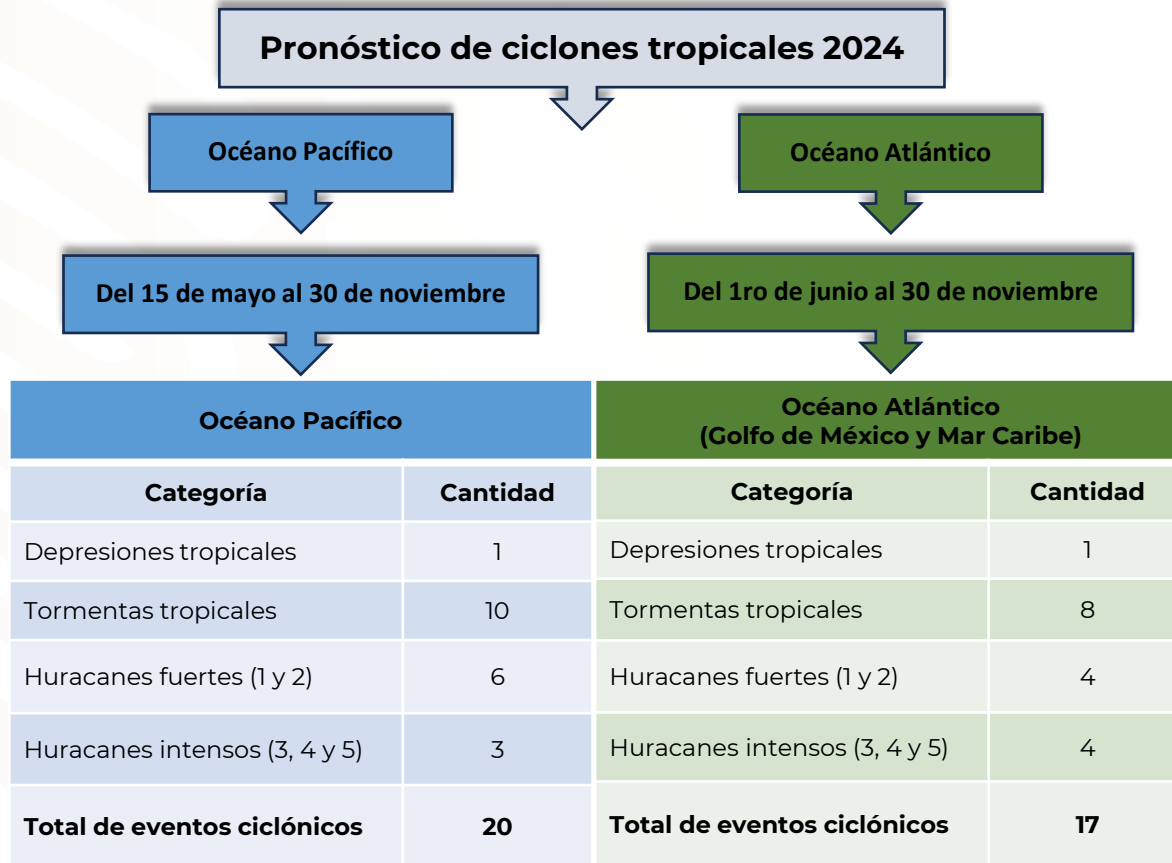 Pronóstico de ciclones tropicales 2024
Océano Pacífico
Océano Atlántico
Del 15 de mayo al 30 de noviembre
Del 1ro de junio al 30 de noviembre
Océano Pacífico
Categoría Cantidad
Depresiones tropicales 1
Tormentas tropicales 10
Huracanes fuertes (1 y 2) 6
Huracanes intensos (3, 4 y 5) 3
Total de eventos ciclónicos 20
Océano Atlántico
(Golfo de México y Mar Caribe)
Categoría Cantidad
Depresiones tropicales 1
Tormentas tropicales 8
Huracanes fuertes (1 y 2) 4
Huracanes intensos (3, 4 y 5) 4
Total de eventos ciclónicos 17